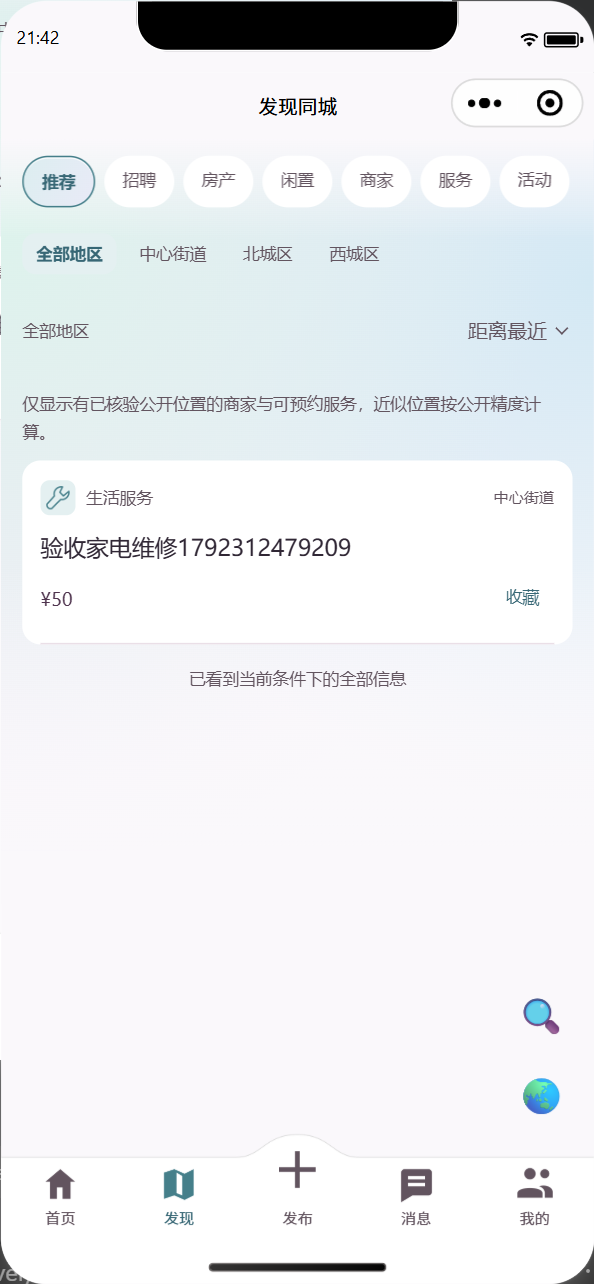 21:42
发现同城
推荐 招聘 房产 闲置 商家 服务 活动
全部地区 中心街道 北城区 西城区
全部地区 距离最近
仅显示有已核验公开位置的商家与可预约服务，近似位置按公开精度计
算。
生活服务 中心街道
验收家电维修1792312479209
¥50 收藏
已看到当前条件下的全部信息
首页 发现 发布 消息 我的